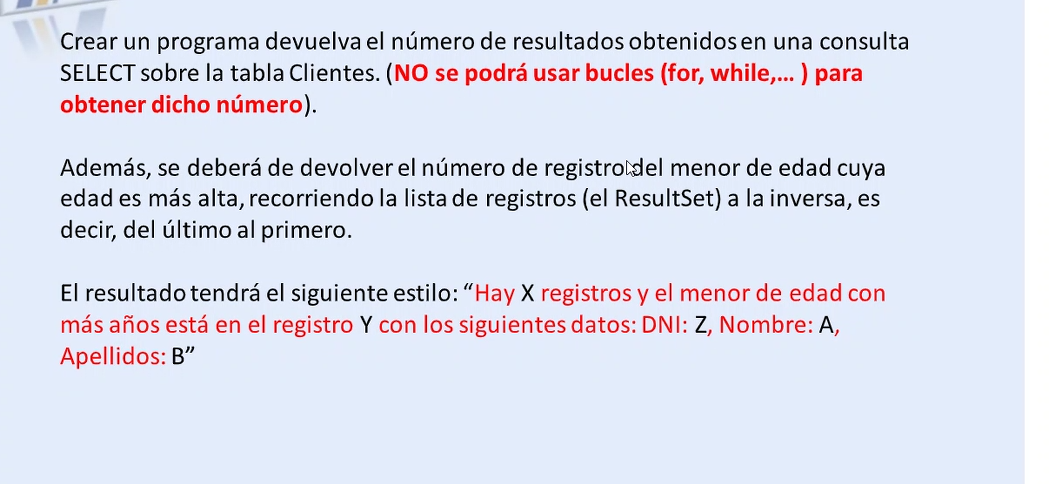 Crear un programa devuelva el número de resultados obtenidos en una consulta
SELECT sobre la tabla Clientes. (NO se podrá usar bucles (for, while,... ) para
obtener dicho número).
Además, se deberá de devolver el número de registro del menor de edad cuya
edad es más alta, recorriendo la lista de registros (el ResultSet) a la inversa, es
decir, del último al primero.
El resultado tendrá el siguiente estilo: “Hay X registros y el menor de edad con
más años está en el registro Y con los siguientes datos: DNI: Z, Nombre: A,
Apellidos: B”